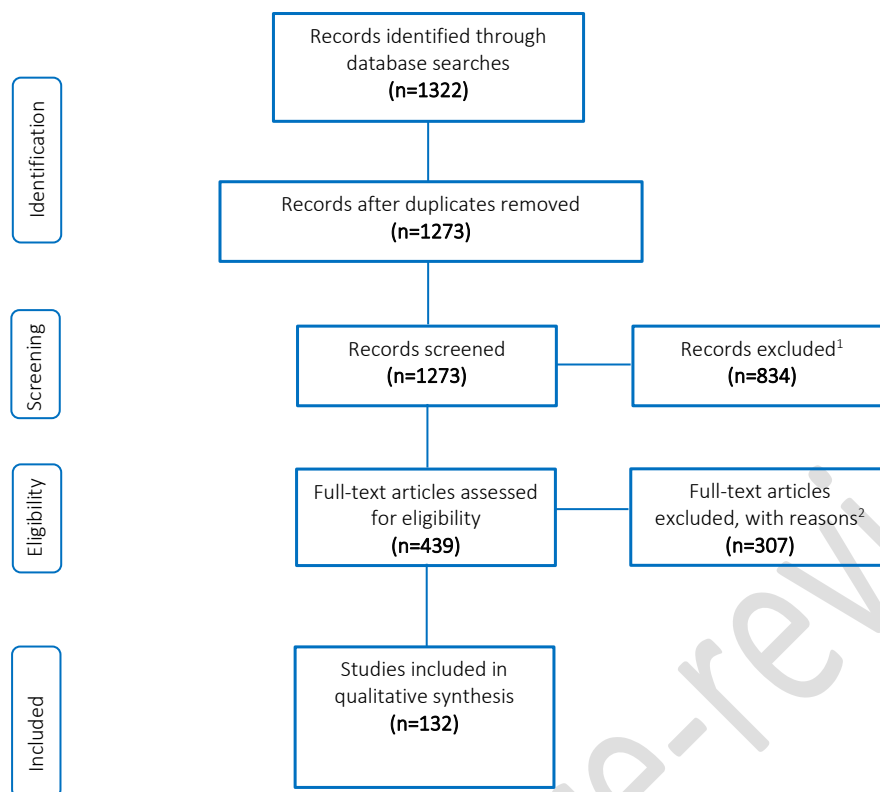 Identification
Records identified through
database searches
(n=1322)
Records after duplicates removed
(n=1273)
Screening
Records screened
(n=1273)
Records excluded¹
(n=834)
Eligibility
Full-text articles assessed
for eligibility
(n=439)
Full-text articles
excluded, with reasons²
(n=307)
Included
Studies included in
qualitative synthesis
(n=132)